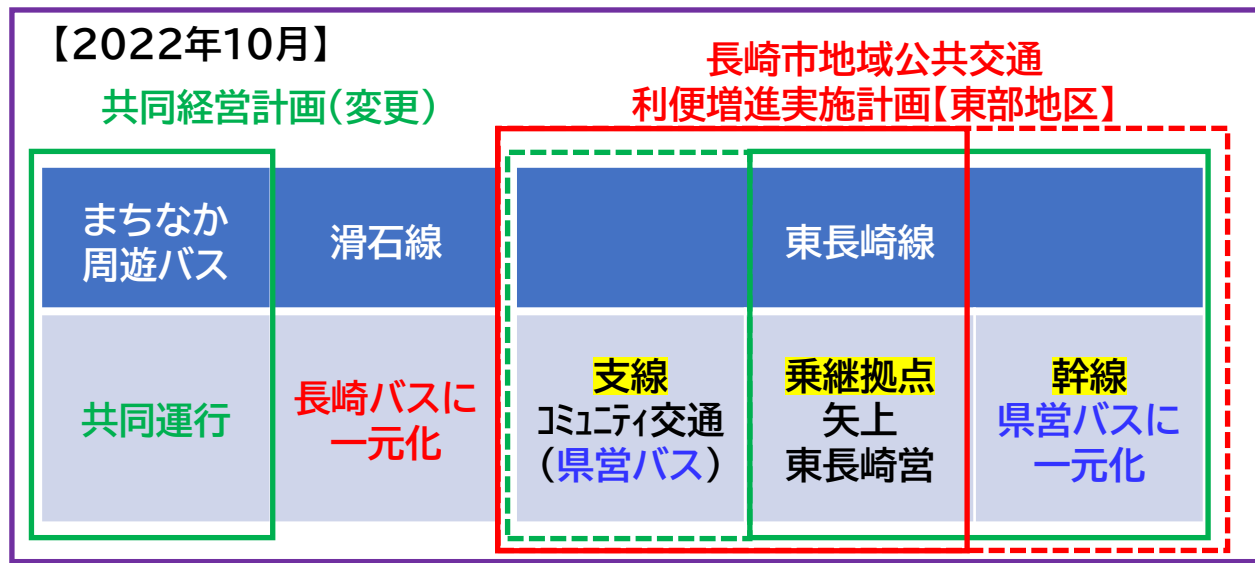 【2022年10月】
共同経営計画(変更)
長崎市地域公共交通
利便増進実施計画【東部地区】
まちなか
周遊バス
滑石線
東長崎線
共同運行
長崎バスに
一元化
支線
コミュニティ交通
(県営バス)
乗継拠点
矢上
東長崎営
幹線
県営バスに
一元化